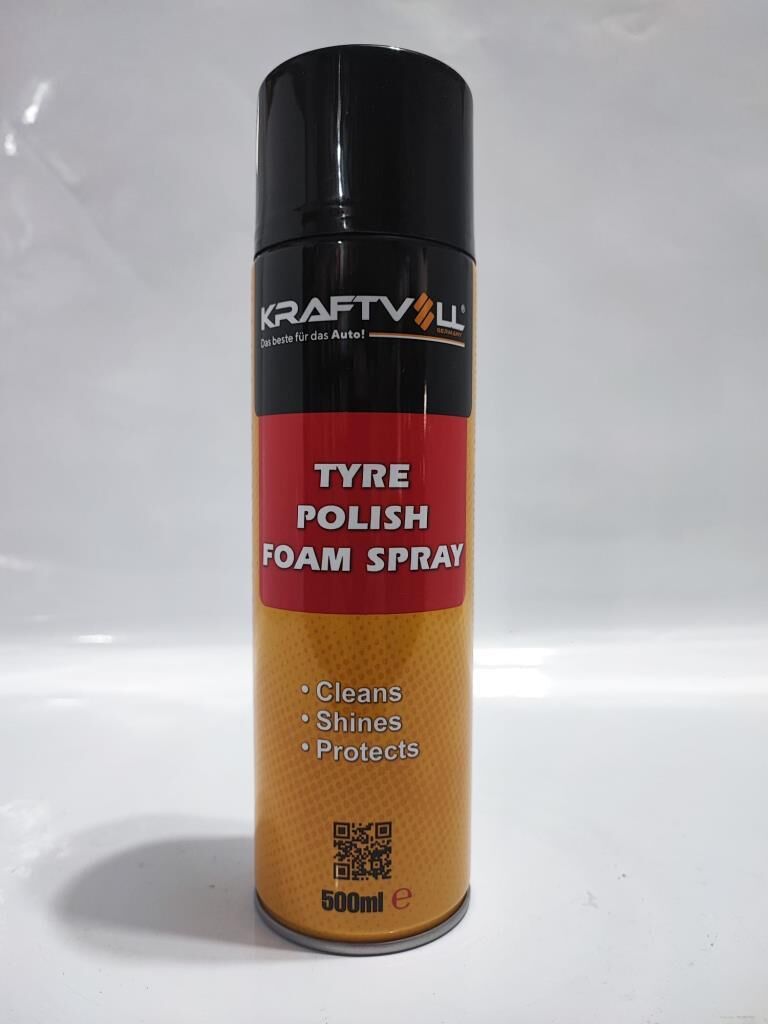 KRAFTVOLL®
GERMANY
Das beste für das Auto!
TYRE
POLISH
FOAM SPRAY
• Cleans
• Shines
• Protects
500ml ℮